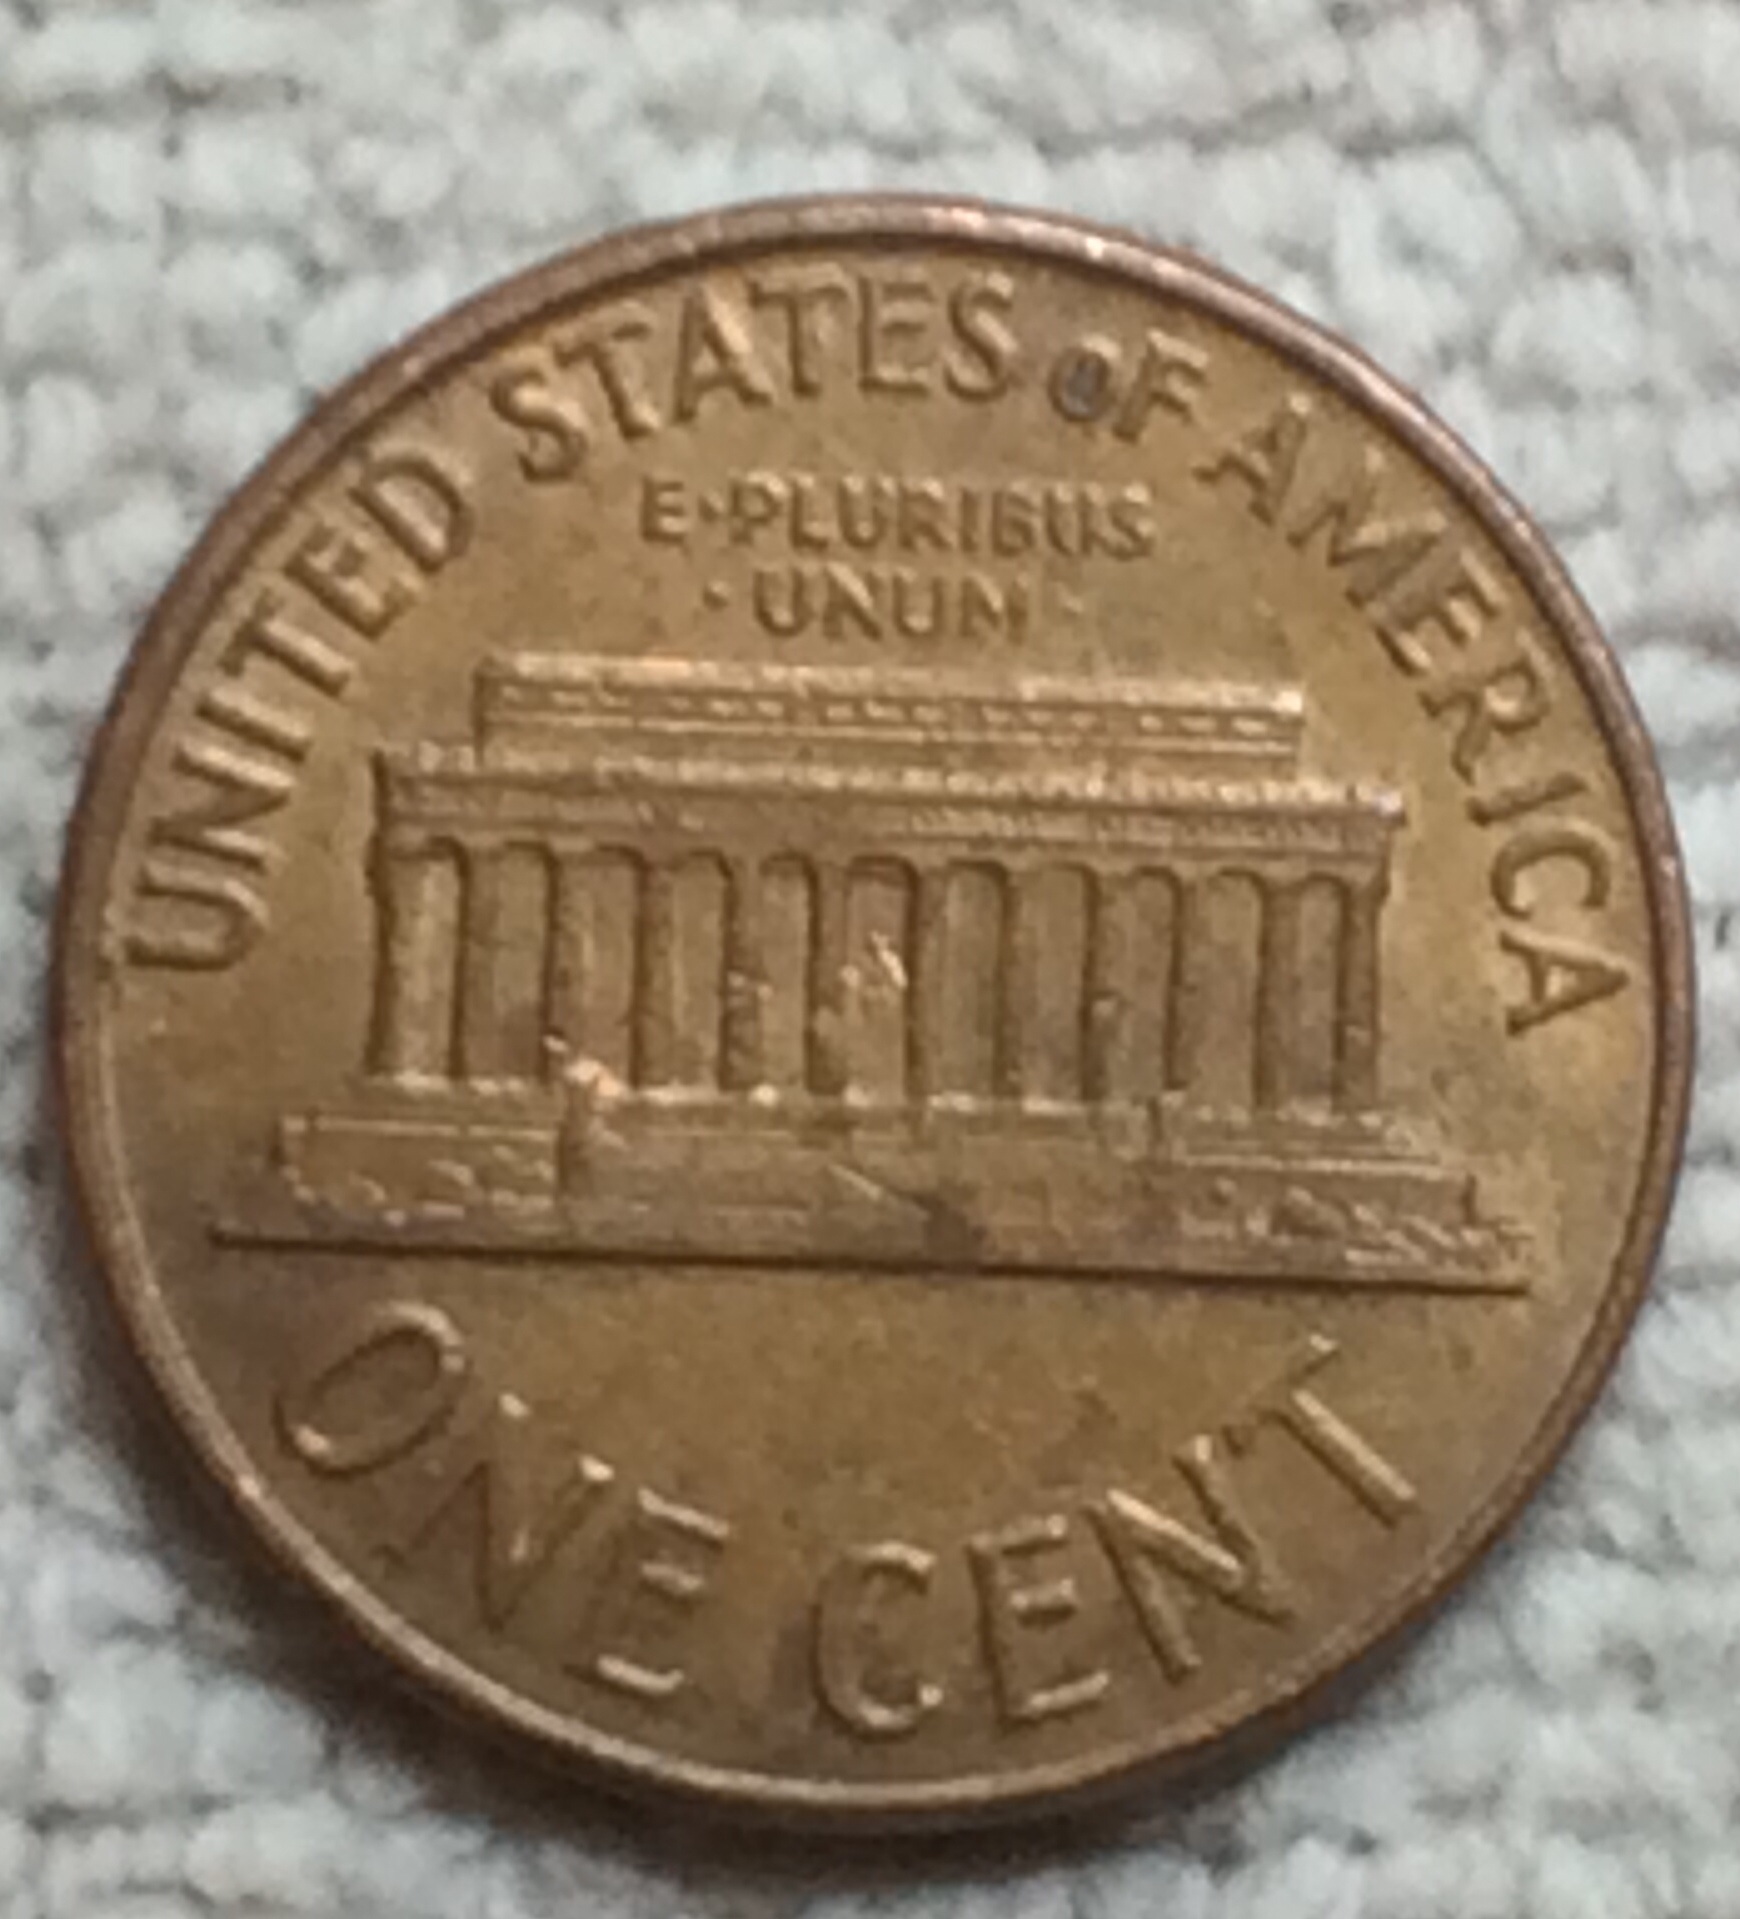 UNITED STATES OF AMERICA
E·PLURIBUS
·UNUM·
ONE CENT